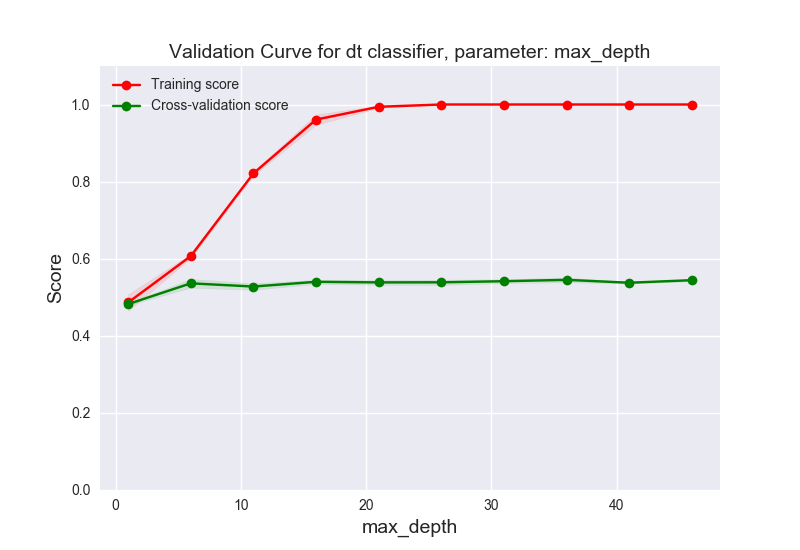 Validation Curve for dt classifier, parameter: max_depth
Training score
Cross-validation score
1.0
0.8
0.6
0.4
0.2
0.0
Score
0 10 20 30 40
max_depth